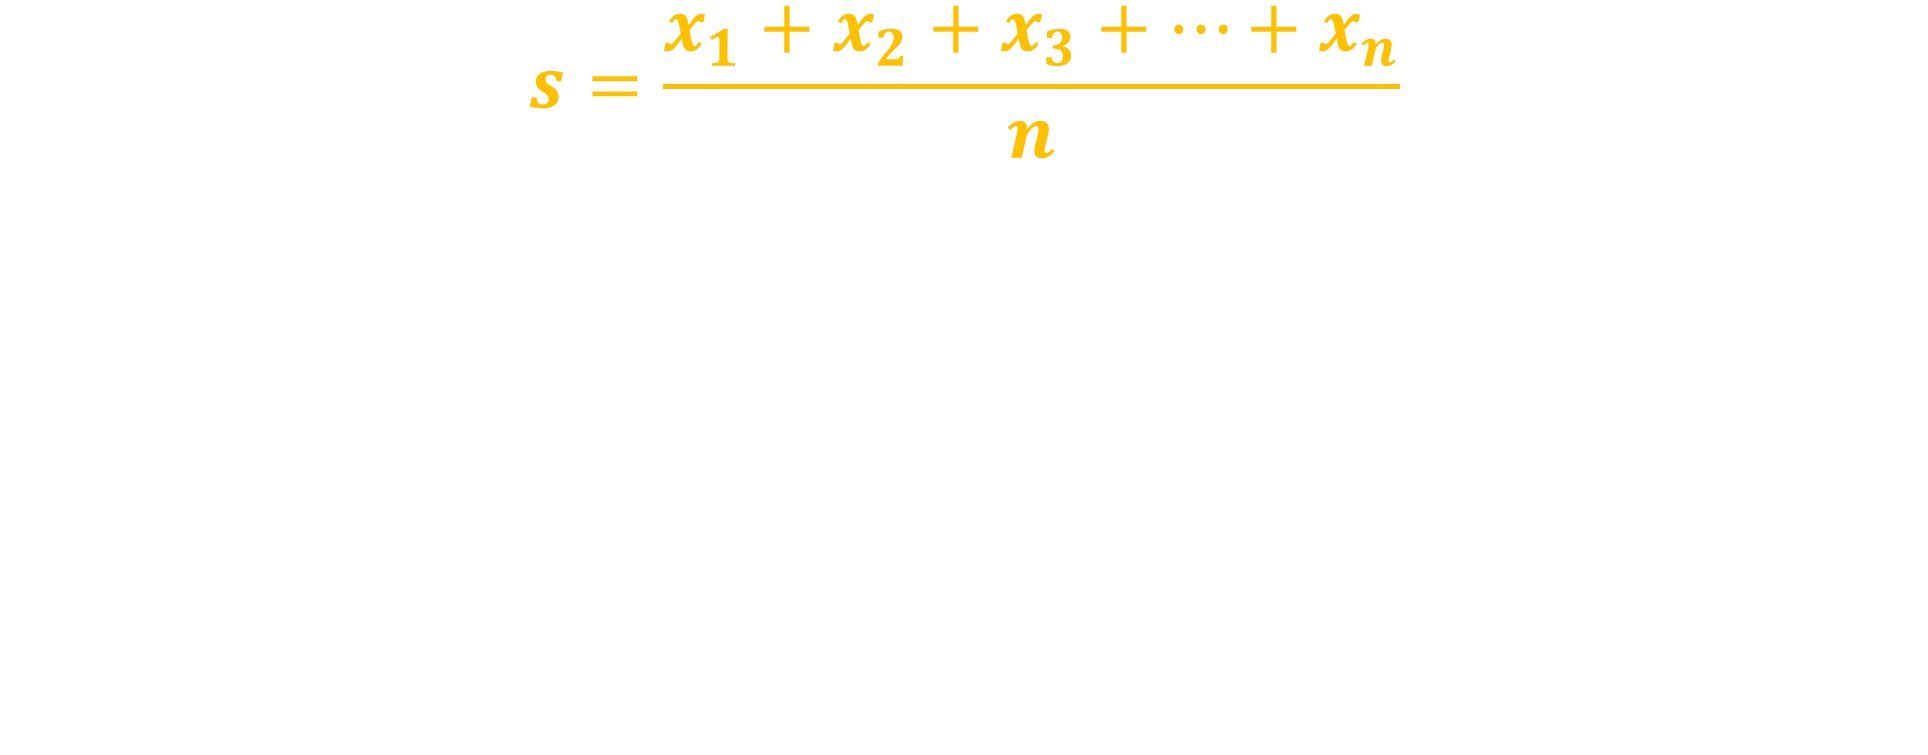 s = (x₁ + x₂ + x₃ + ⋯ + xₙ) / n